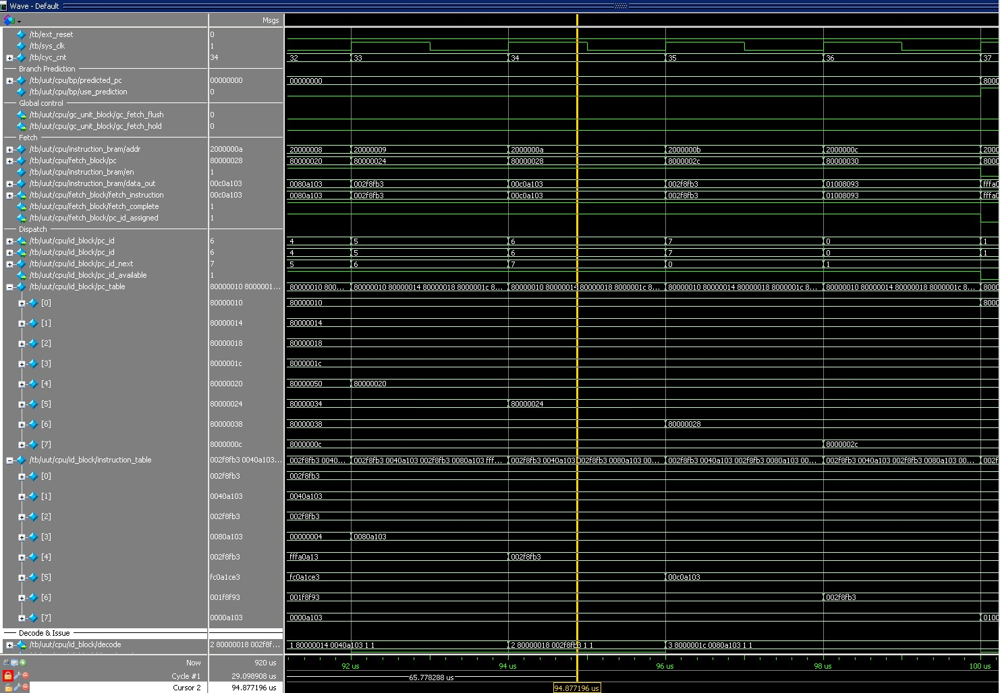 Wave - Default
Msgs
/tb/ext_reset 0
/tb/sys_clk 1
/tb/cyc_cnt 34 32 33 34 35 36 37
Branch Prediction
/tb/uut/cpu/bp/predicted_pc 00000000 00000000 8000
/tb/uut/cpu/bp/use_prediction 0
Global control
/tb/uut/cpu/gc_unit_block/gc_fetch_flush 0
/tb/uut/cpu/gc_unit_block/gc_fetch_hold 0
Fetch
/tb/uut/cpu/instruction_bram/addr 2000000a 20000008 20000009 2000000a 2000000b 2000000c 2000
/tb/uut/cpu/fetch_block/pc 80000028 80000020 80000024 80000028 8000002c 80000030 8000
/tb/uut/cpu/instruction_bram/en 1
/tb/uut/cpu/instruction_bram/data_out 00c0a103 0080a103 002f8fb3 00c0a103 002f8fb3 01008093 fffa0
/tb/uut/cpu/fetch_block/fetch_instruction 00c0a103 0080a103 002f8fb3 00c0a103 002f8fb3 01008093 fffa0
/tb/uut/cpu/fetch_block/fetch_complete 1
/tb/uut/cpu/fetch_block/pc_id_assigned 1
Dispatch
/tb/uut/cpu/id_block/pc_id 6 4 5 6 7 0 1
/tb/uut/cpu/id_block/pc_id 6 4 5 6 7 0 1
/tb/uut/cpu/id_block/pc_id_next 7 5 6 7 0 1
/tb/uut/cpu/id_block/pc_id_available 1
/tb/uut/cpu/id_block/pc_table 80000010 8000001... 80000010 800... 80000010 80000014 80000018 8000001c 8... 80000010 80000014 80000018 8000001c 8... 80000010 80000014 80000018 8000001c 8... 80000010 80000014 80000018 8000001c 8... 8000
[0] 80000010 80000010 8000
[1] 80000014 80000014
[2] 80000018 80000018
[3] 8000001c 8000001c
[4] 80000020 80000050 80000020
[5] 80000024 80000034 80000024
[6] 80000028 80000038 80000028
[7] 8000000c 8000000c 8000002c
/tb/uut/cpu/id_block/instruction_table 002f8fb3 0040a103... 002f8fb3 0040... 002f8fb3 0040a103 002f8fb3 0080a103 fff... 002f8fb3 0040a103 002f8fb3 0080a103 00... 002f8fb3 0040a103 002f8fb3 0080a103 00... 002f8fb3 0040a103 002f8fb3 0080a103 00... 002f
[0] 002f8fb3 002f8fb3
[1] 0040a103 0040a103
[2] 002f8fb3 002f8fb3
[3] 0080a103 00000004 0080a103
[4] 002f8fb3 fffa0a13 002f8fb3
[5] fc0a1ce3 fc0a1ce3 00c0a103
[6] 001f8f93 001f8f93 002f8fb3
[7] 0000a103 0000a103 0100
Decode & Issue
/tb/uut/cpu/id_block/decode 2 80000018 002f8f... 1 80000014 0040a103 1 1 2 80000018 002f8fb3 1 1 3 8000001c 0080a103 1 1
Now 920 us 92 us 94 us 96 us 98 us 100 us
Cycle #1 29.098908 us 65.778288 us
Cursor 2 94.877196 us 94.877196 us